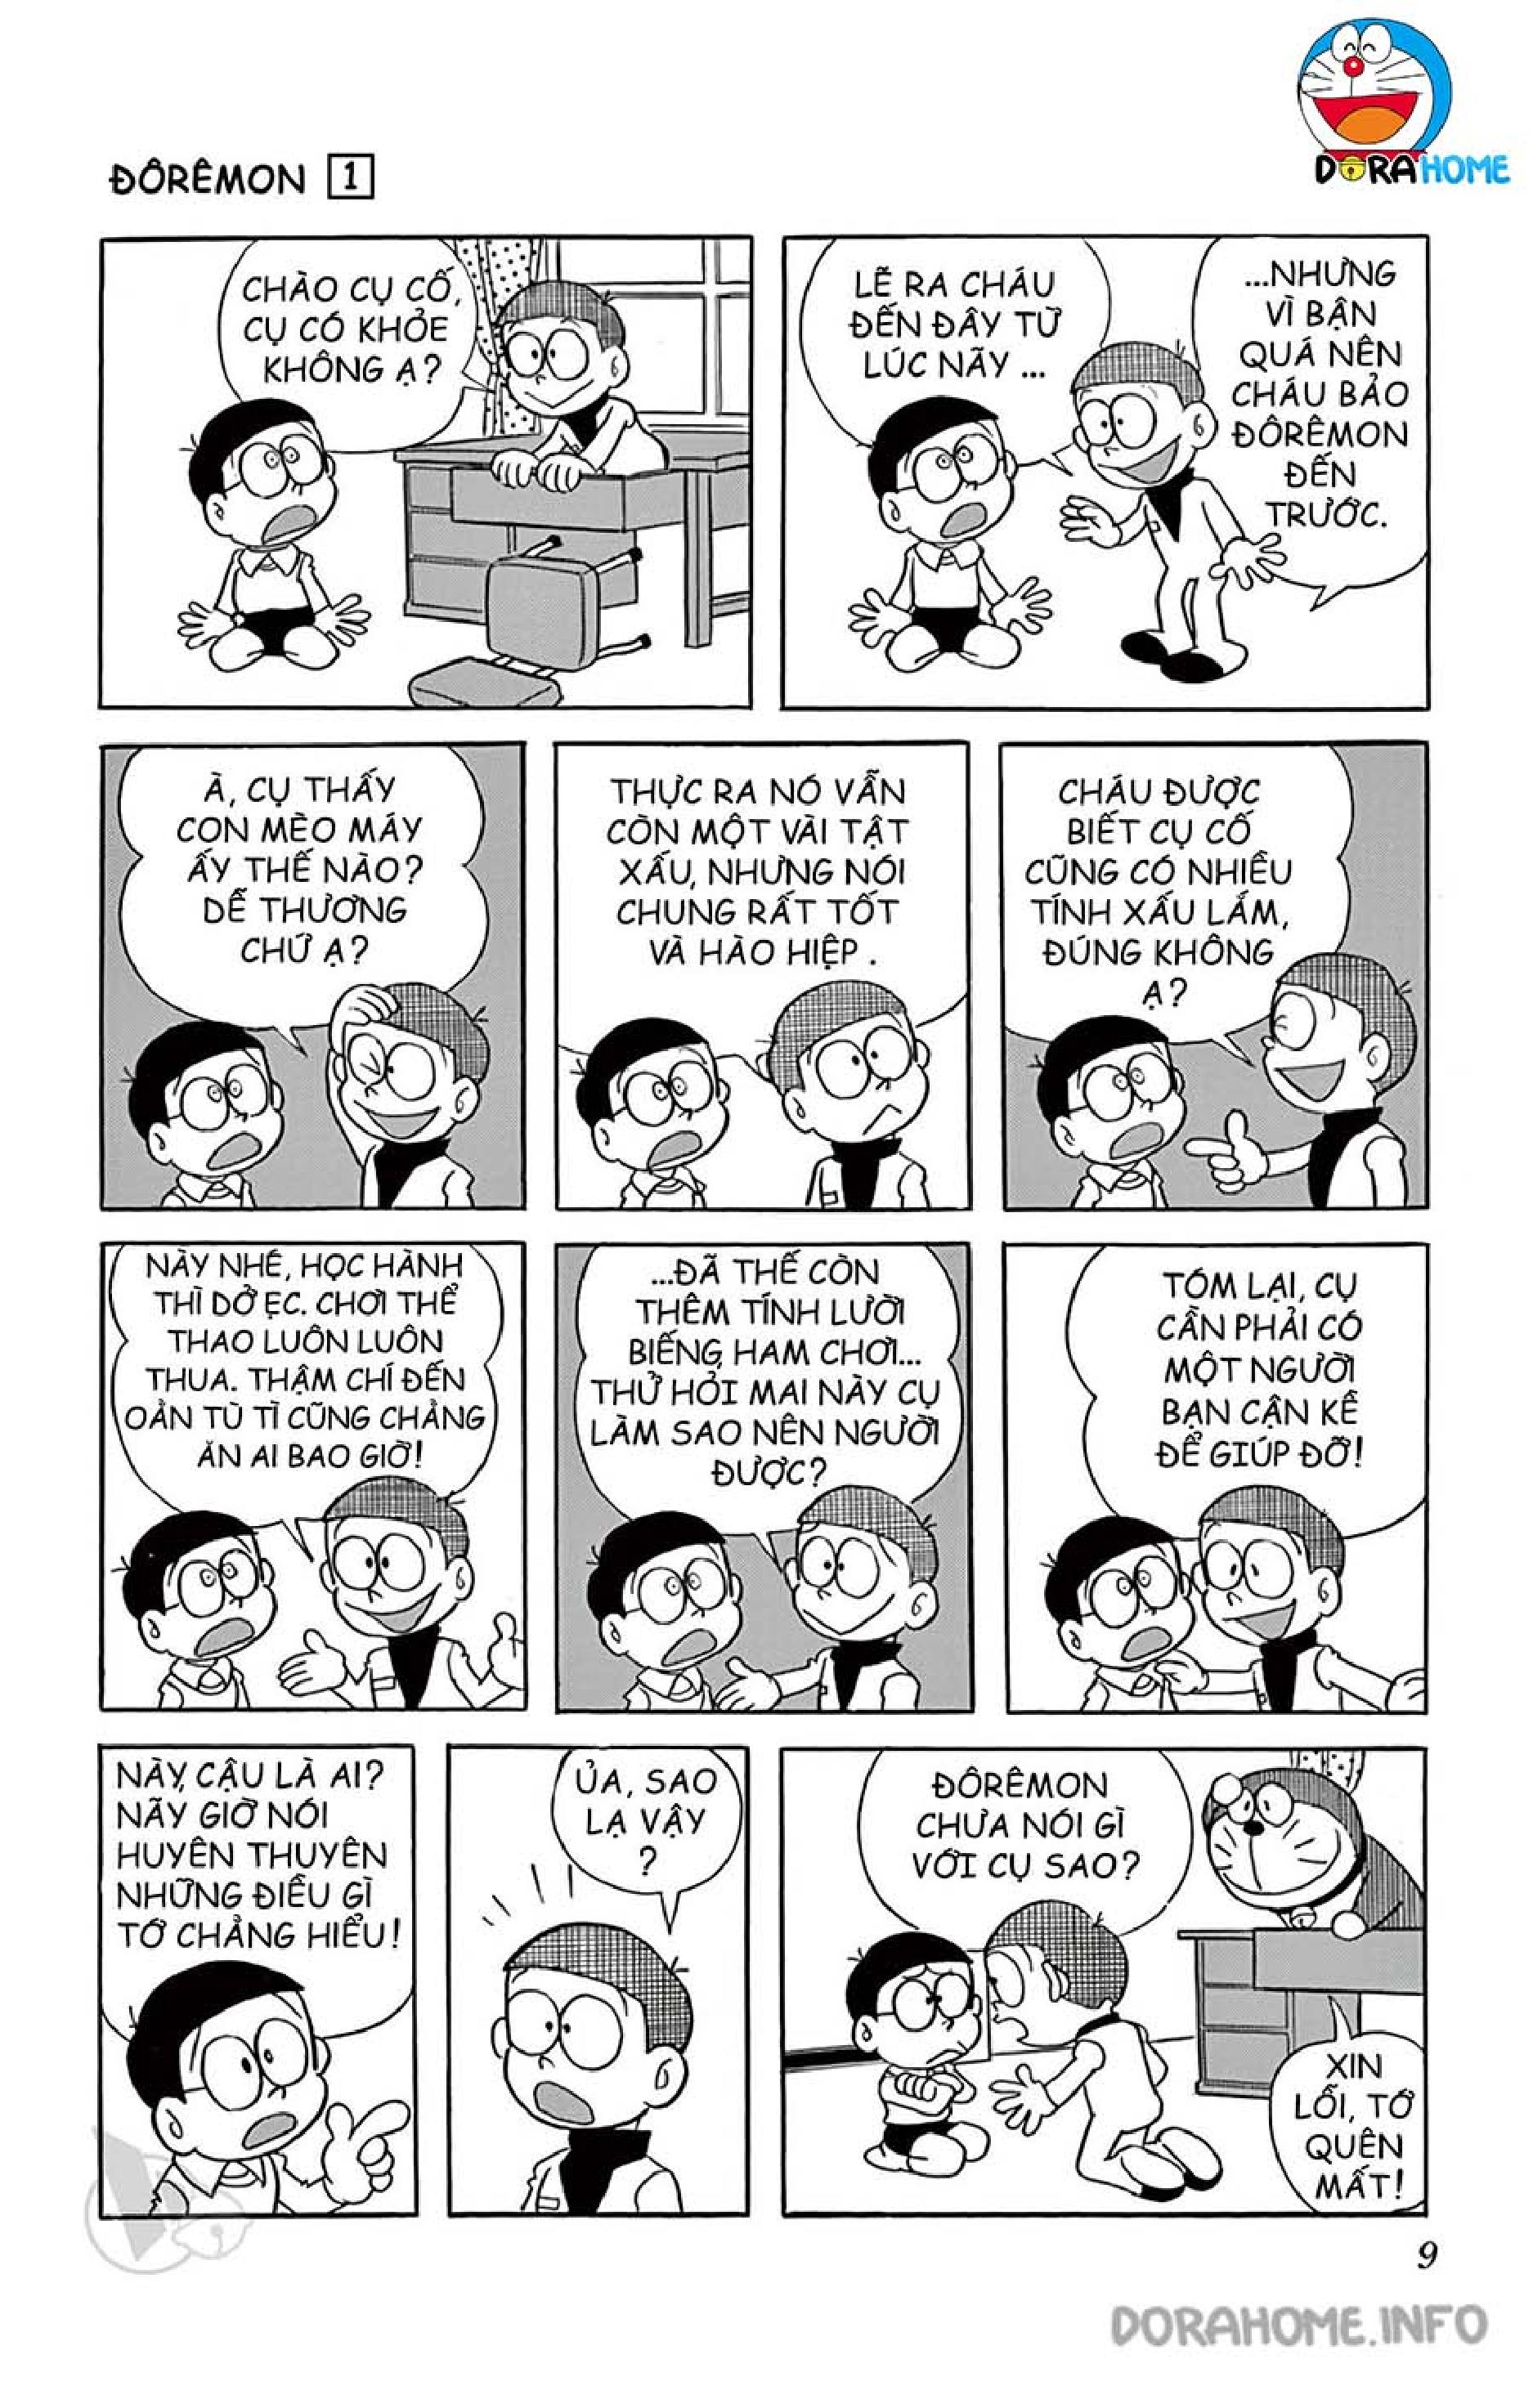 DORAHOME
ĐÔRÊMON 1
CHÀO CỤ CỐ,
CỤ CÓ KHỎE
KHÔNG Ạ?
LẼ RA CHÁU
ĐẾN ĐÂY TỪ
LÚC NÃY ...
...NHƯNG
VÌ BẬN
QUÁ NÊN
CHÁU BẢO
ĐÔRÊMON
ĐẾN
TRƯỚC.
À, CỤ THẤY
CON MÈO MÁY
ẤY THẾ NÀO?
DỄ THƯƠNG
CHỨ Ạ?
THỰC RA NÓ VẪN
CÒN MỘT VÀI TẬT
XẤU, NHƯNG NÓI
CHUNG RẤT TỐT
VÀ HÀO HIỆP .
CHÁU ĐƯỢC
BIẾT CỤ CỐ
CŨNG CÓ NHIỀU
TÍNH XẤU LẮM,
ĐÚNG KHÔNG
Ạ?
NÀY NHÉ, HỌC HÀNH
THÌ DỞ ẸC. CHƠI THỂ
THAO LUÔN LUÔN
THUA. THẬM CHÍ ĐẾN
OẢN TÙ TÌ CŨNG CHẲNG
ĂN AI BAO GIỜ!
...ĐÃ THẾ CÒN
THÊM TÍNH LƯỜI
BIẾNG, HAM CHƠI...
THỬ HỎI MAI NÀY CỤ
LÀM SAO NÊN NGƯỜI
ĐƯỢC?
TÓM LẠI, CỤ
CẦN PHẢI CÓ
MỘT NGƯỜI
BẠN CẬN KỀ
ĐỂ GIÚP ĐỠ!
NÀY, CẬU LÀ AI?
NÃY GIỜ NÓI
HUYÊN THUYÊN
NHỮNG ĐIỀU GÌ
TỚ CHẲNG HIỂU!
ỦA, SAO
LẠ VẬY
?
ĐÔRÊMON
CHƯA NÓI GÌ
VỚI CỤ SAO?
XIN
LỖI, TỚ
QUÊN
MẤT!
9
DORAHOME.INFO